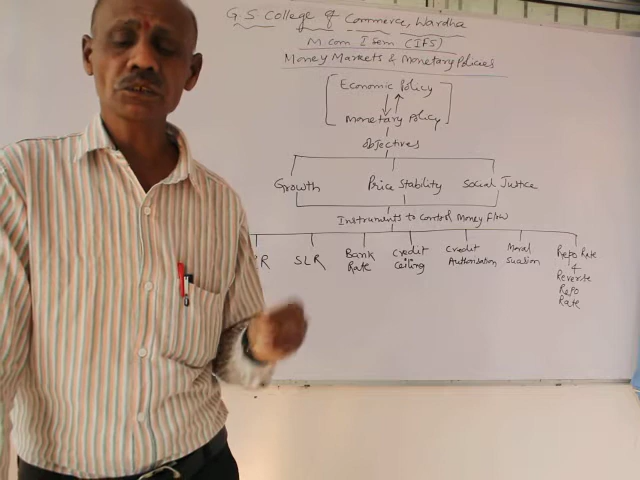 G.S College of Commerce, Wardha
M.com I Sem (IFS)
Money Markets & Monetary Policies
Economic Policy
Monetary Policy
objectives
Growth Price Stability Social Justice
Instruments to Control Money Flow
RR SLR Bank Rate Credit Ceiling Credit Authorisation Moral Suasion Repo Rate & Reverse Repo Rate